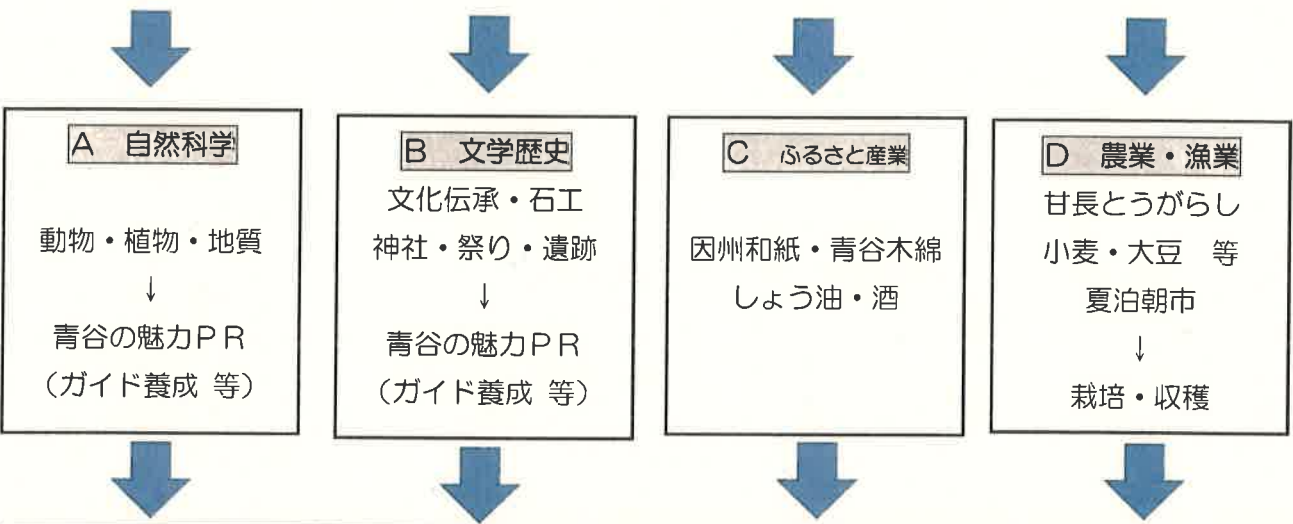 A 自然科学
動物・植物・地質
↓
青谷の魅力PR
（ガイド養成 等）
B 文学歴史
文化伝承・石工
神社・祭り・遺跡
↓
青谷の魅力PR
（ガイド養成 等）
C ふるさと産業
因州和紙・青谷木綿
しょう油・酒
D 農業・漁業
甘長とうがらし
小麦・大豆 等
夏泊朝市
↓
栽培・収穫